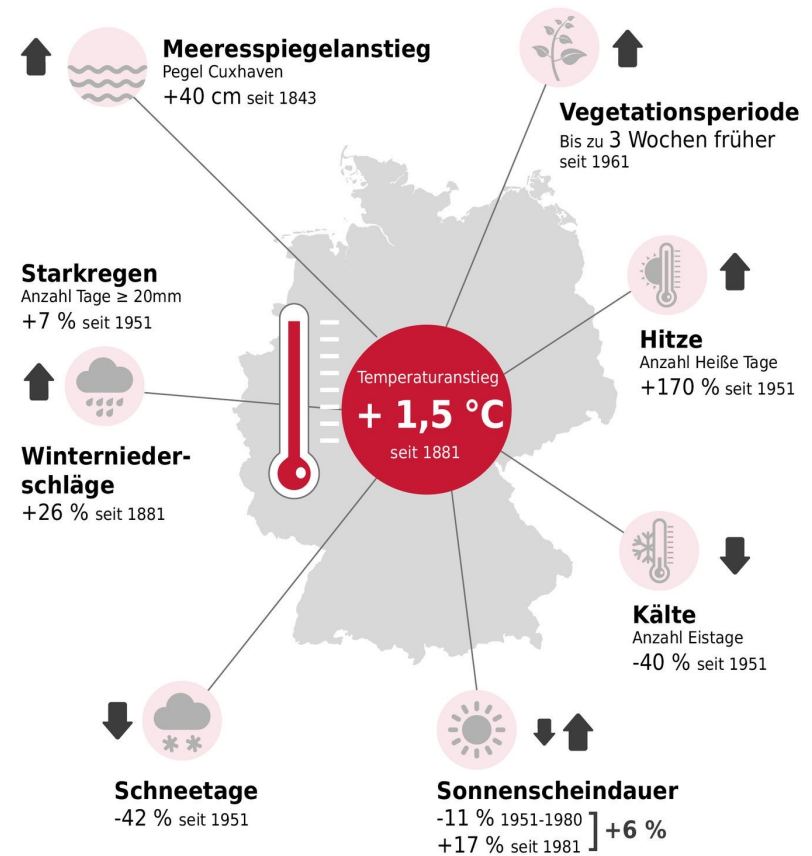 Meeresspiegelanstieg
Pegel Cuxhaven
+40 cm seit 1843
Vegetationsperiode
Bis zu 3 Wochen früher
seit 1961
Starkregen
Anzahl Tage ≥ 20mm
+7 % seit 1951
Hitze
Anzahl Heiße Tage
+170 % seit 1951
Temperaturanstieg
+ 1,5 °C
seit 1881
Winternieder-
schläge
+26 % seit 1881
Kälte
Anzahl Eistage
-40 % seit 1951
Schneetage
-42 % seit 1951
Sonnenscheindauer
-11 % 1951-1980
+17 % seit 1981
+6 %